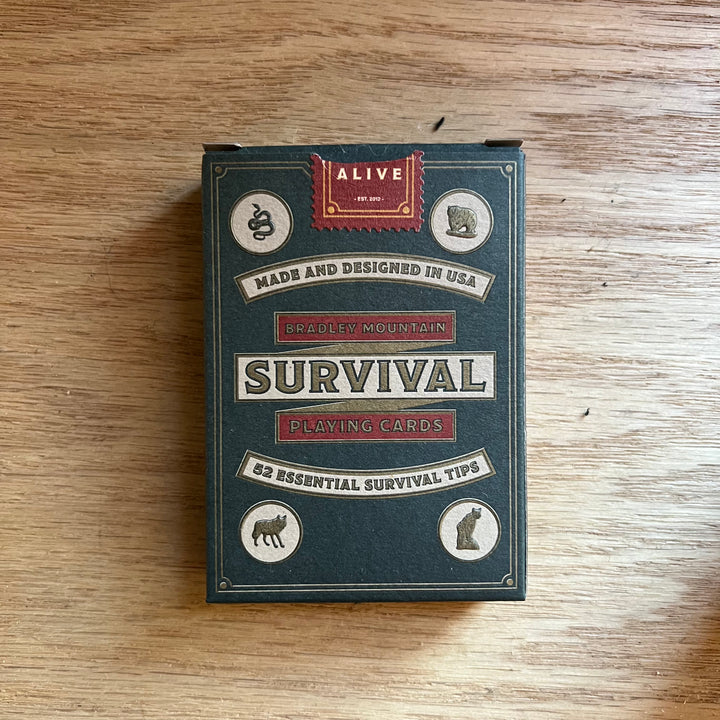 ALIVE
- EST. 2012 -
MADE AND DESIGNED IN USA
BRADLEY MOUNTAIN
SURVIVAL
PLAYING CARDS
52 ESSENTIAL SURVIVAL TIPS